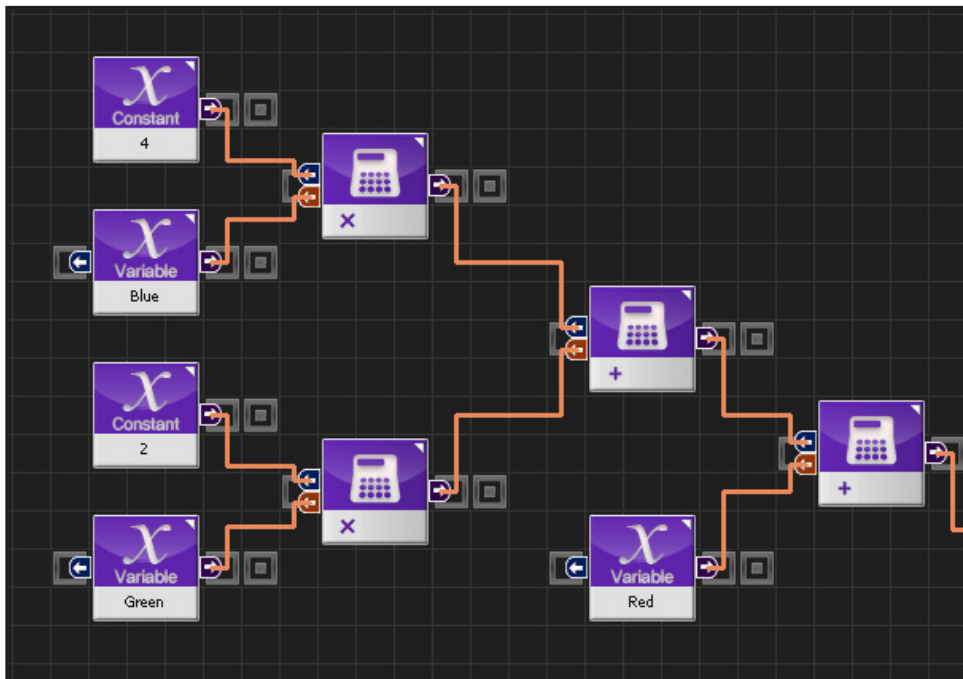 Constant
4
×
Variable
Blue
+
Constant
2
+
×
Variable
Green
Variable
Red